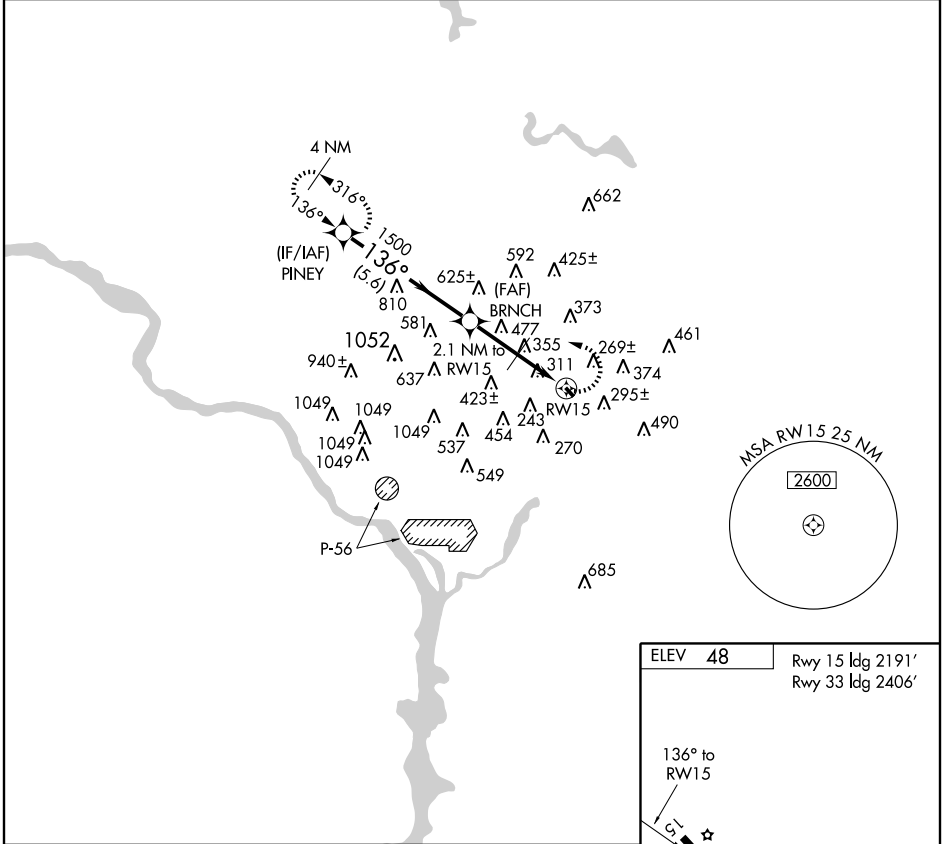 4 NM
316°
136°
(IF/IAF)
PINEY
1500
136°
(5.6)
662
592
425±
625±
(FAF)
BRNCH
810
373
581
477
355
461
1052
2.1 NM to
RW15
269±
374
940±
637
311
423±
295±
RW15
243
1049
1049
1049
1049
1049
537
454
270
490
549
P-56
685
MSA RW15 25 NM
2600
ELEV 48
Rwy 15 ldg 2191'
Rwy 33 ldg 2406'
136° to
RW15
15